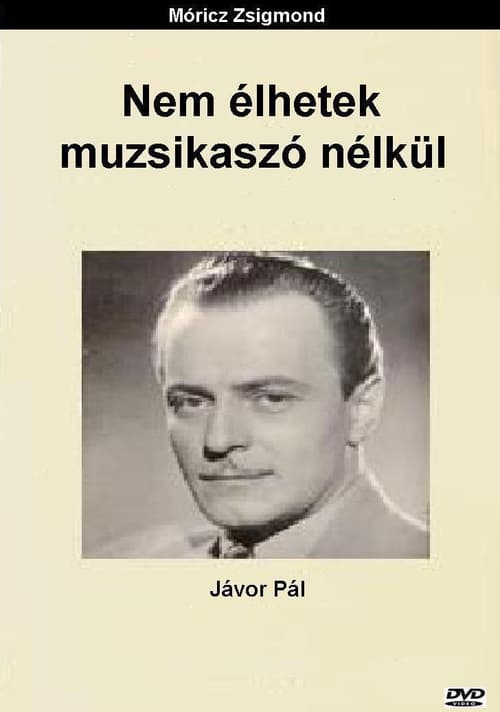 Móricz Zsigmond
Nem élhetek
muzsikaszó nélkül
Jávor Pál
DVD
VIDEO